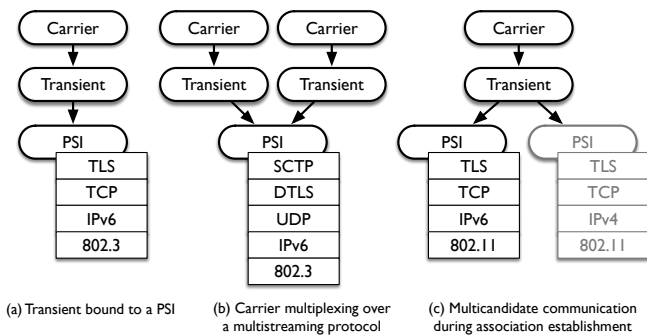 Carrier
Carrier
Carrier
Carrier
Transient
Transient
Transient
Transient
PSI
TLS
TCP
IPv6
802.3
PSI
SCTP
DTLS
UDP
IPv6
802.3
PSI
TLS
TCP
IPv6
802.11
PSI
TLS
TCP
IPv4
802.11
(a) Transient bound to a PSI
(b) Carrier multiplexing over
a multistreaming protocol
(c) Multicandidate communication
during association establishment